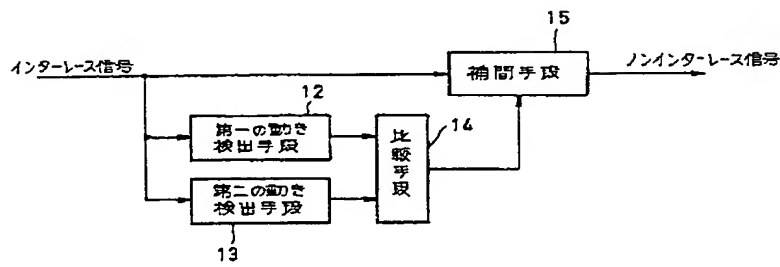 15
インターレース信号
補間手段
ノンインターレース信号
12
第一の動き
検出手段
14
比較手段
第二の動き
検出手段
13